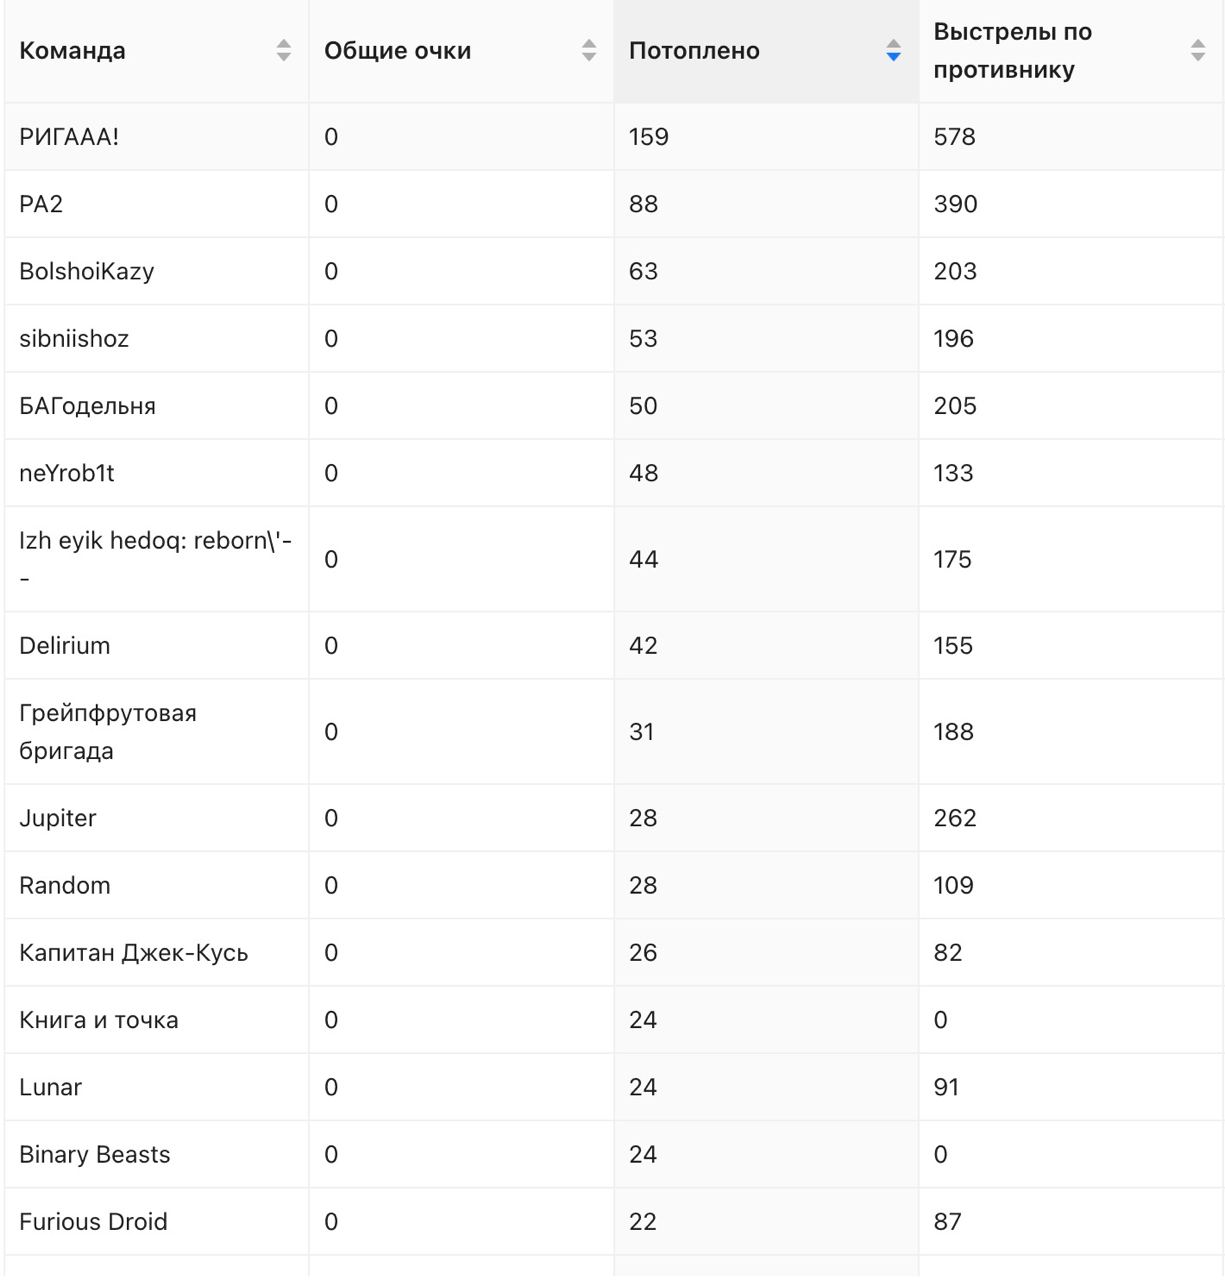 Команда Общие очки Потоплено Выстрелы по
противнику
РИГААА! 0 159 578
PA2 0 88 390
BolshoiKazy 0 63 203
sibniishoz 0 53 196
БАГодельня 0 50 205
neYrob1t 0 48 133
Izh eyik hedoq: reborn\'-
- 0 44 175
Delirium 0 42 155
Грейпфрутовая
бригада 0 31 188
Jupiter 0 28 262
Random 0 28 109
Капитан Джек-Кусь 0 26 82
Книга и точка 0 24 0
Lunar 0 24 91
Binary Beasts 0 24 0
Furious Droid 0 22 87